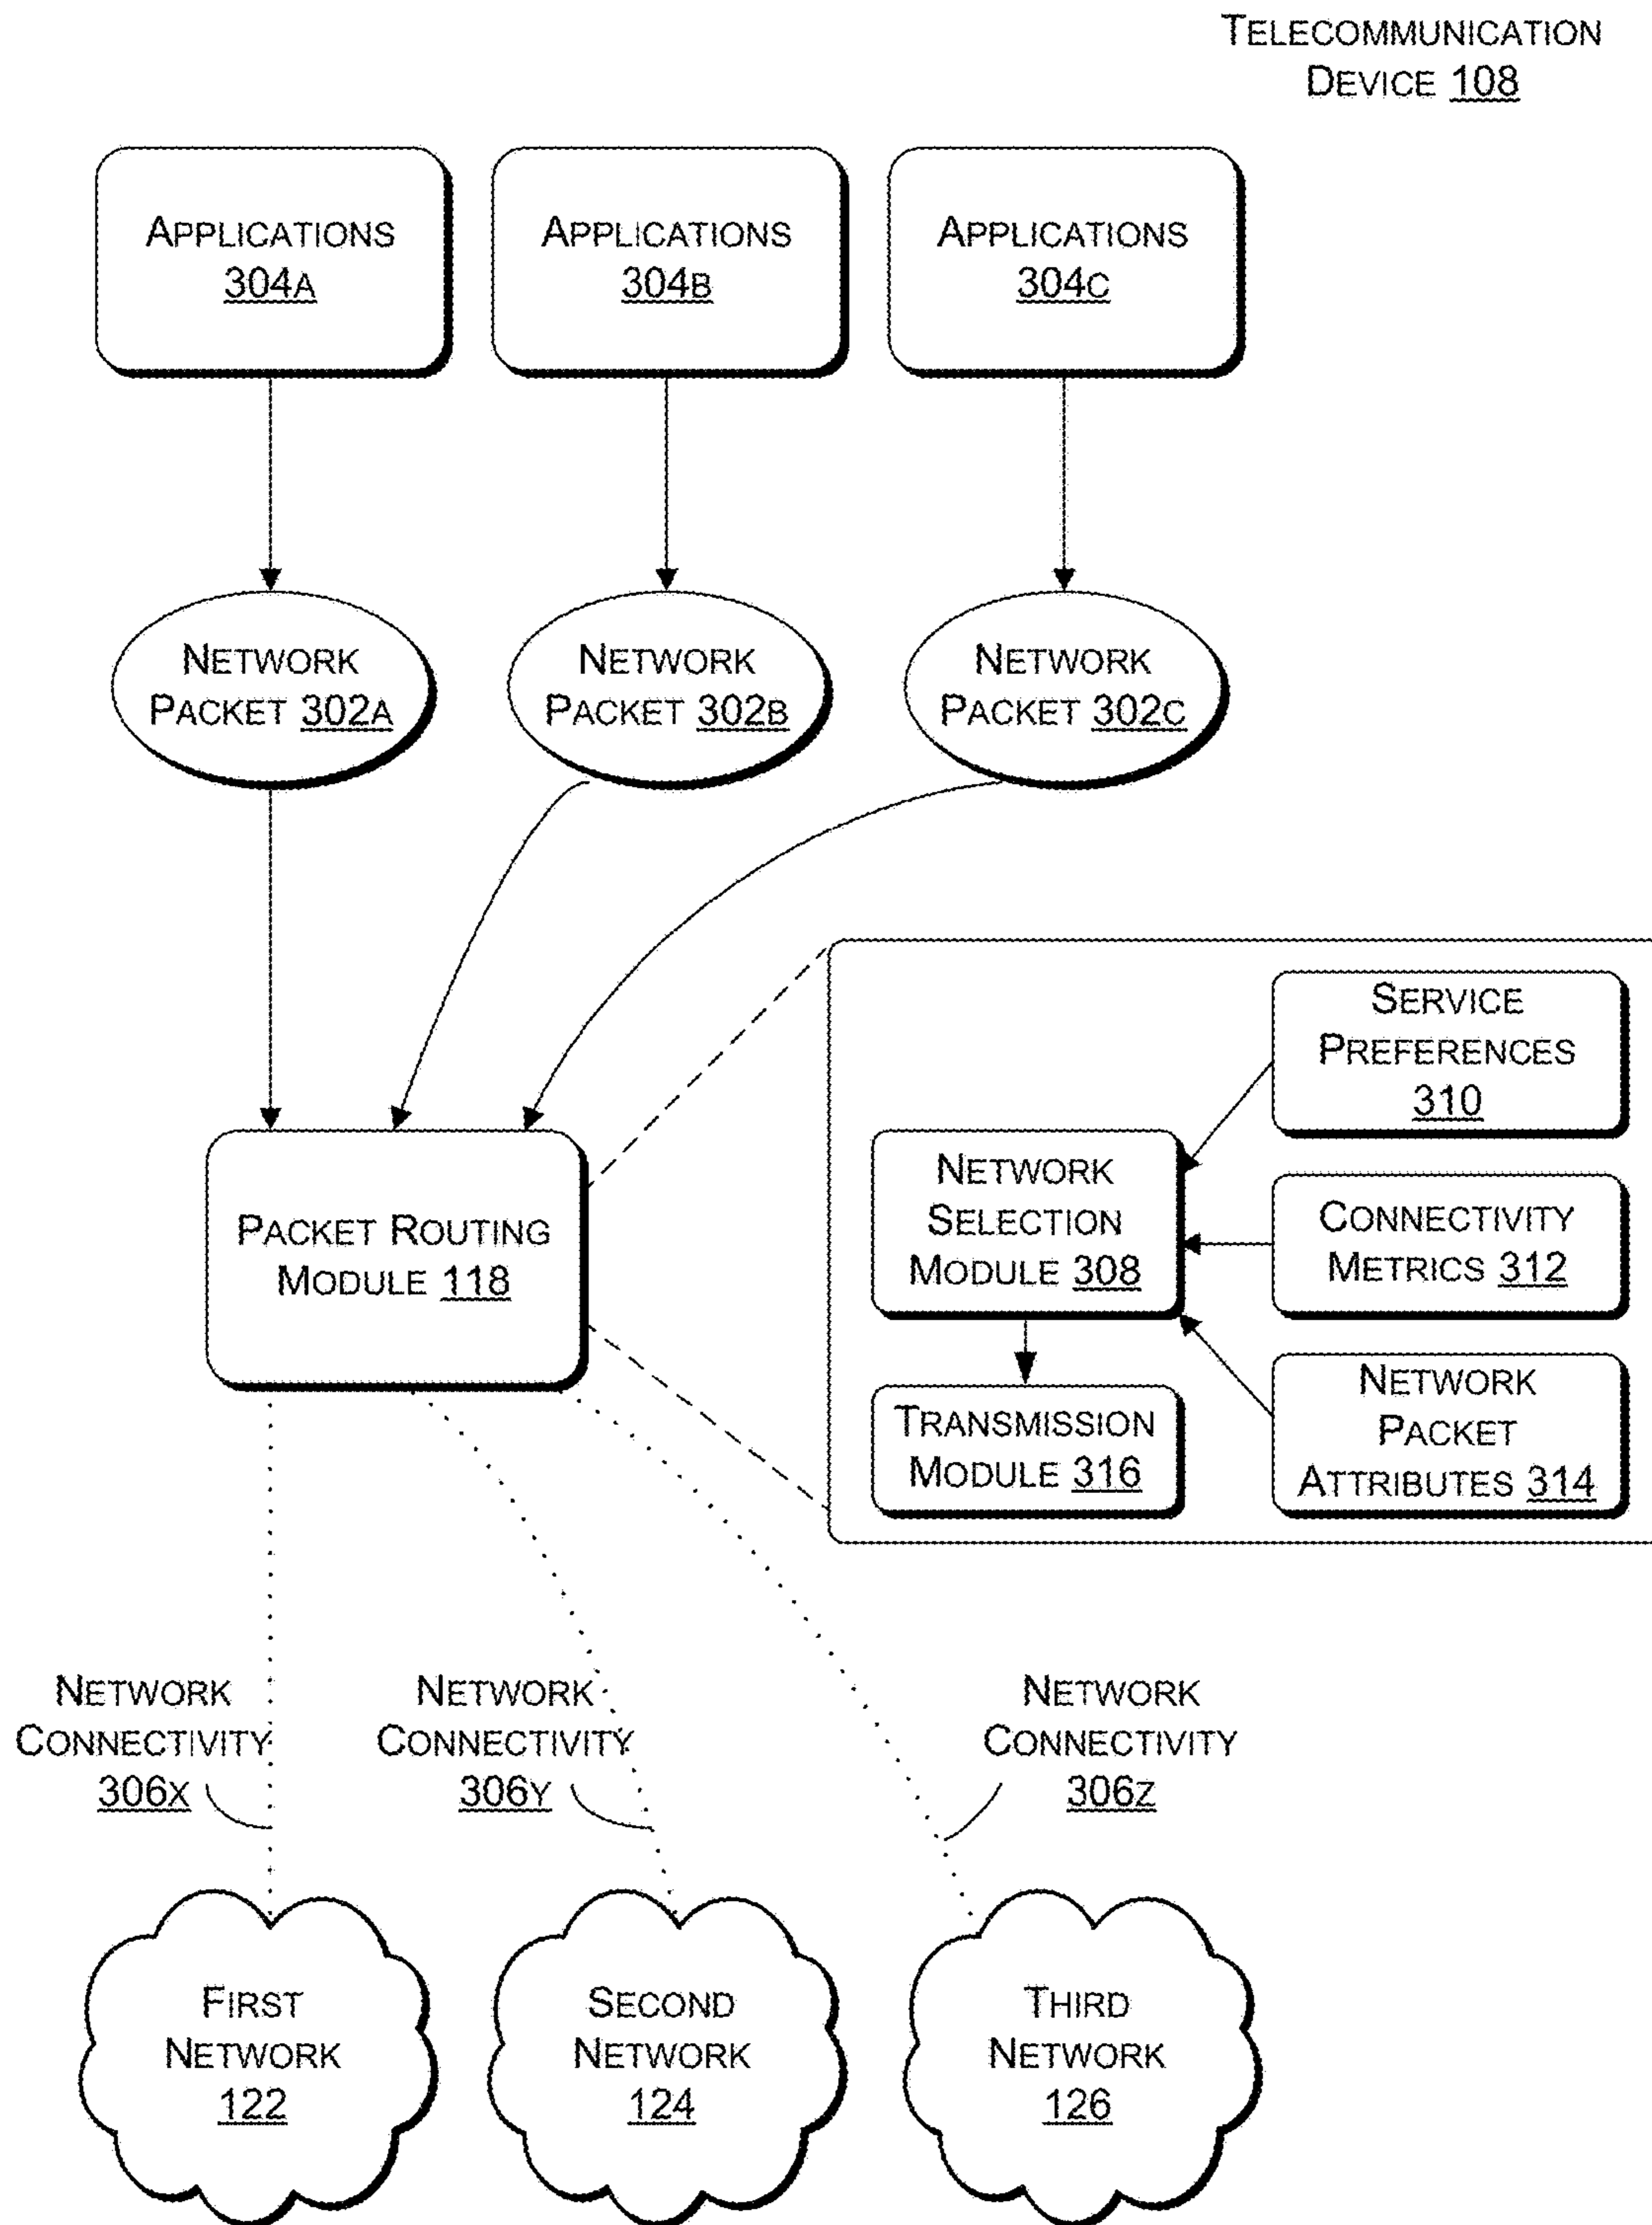 TELECOMMUNICATION
DEVICE 108
APPLICATIONS
304A
APPLICATIONS
304B
APPLICATIONS
304C
NETWORK
PACKET 302A
NETWORK
PACKET 302B
NETWORK
PACKET 302C
PACKET ROUTING
MODULE 118
SERVICE
PREFERENCES
310
NETWORK
SELECTION
MODULE 308
CONNECTIVITY
METRICS 312
NETWORK
PACKET
ATTRIBUTES 314
TRANSMISSION
MODULE 316
NETWORK
CONNECTIVITY
306X
NETWORK
CONNECTIVITY
306Y
NETWORK
CONNECTIVITY
306Z
FIRST
NETWORK
122
SECOND
NETWORK
124
THIRD
NETWORK
126